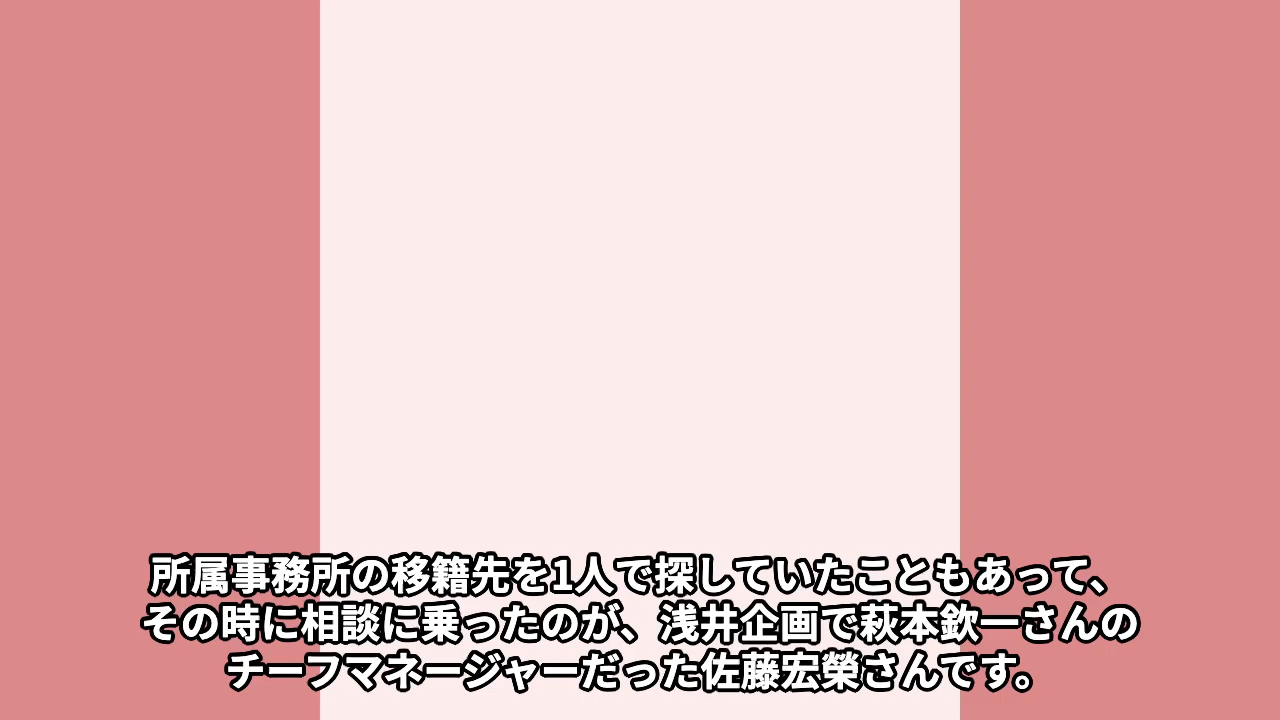 所属事務所の移籍先を1人で探していたこともあって、
その時に相談に乗ったのが、浅井企画で萩本欽一さんの
チーフマネージャーだった佐藤宏榮さんです。